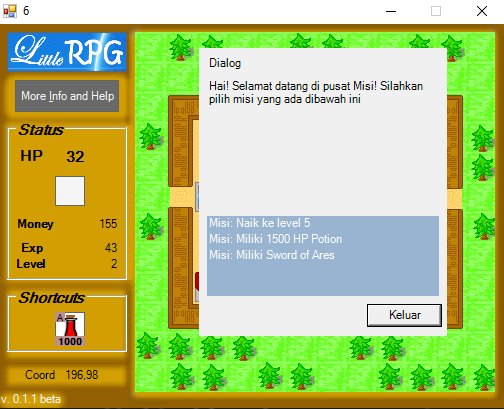 6
Little RPG
More Info and Help
Status
HP 32
Money 155
Exp 43
Level 2
Shortcuts
A
1000
Coord 196,98
v. 0.1.1 beta
Dialog
Hai! Selamat datang di pusat Misi! Silahkan
pilih misi yang ada dibawah ini
Misi: Naik ke level 5
Misi: Miliki 1500 HP Potion
Misi: Miliki Sword of Ares
Keluar